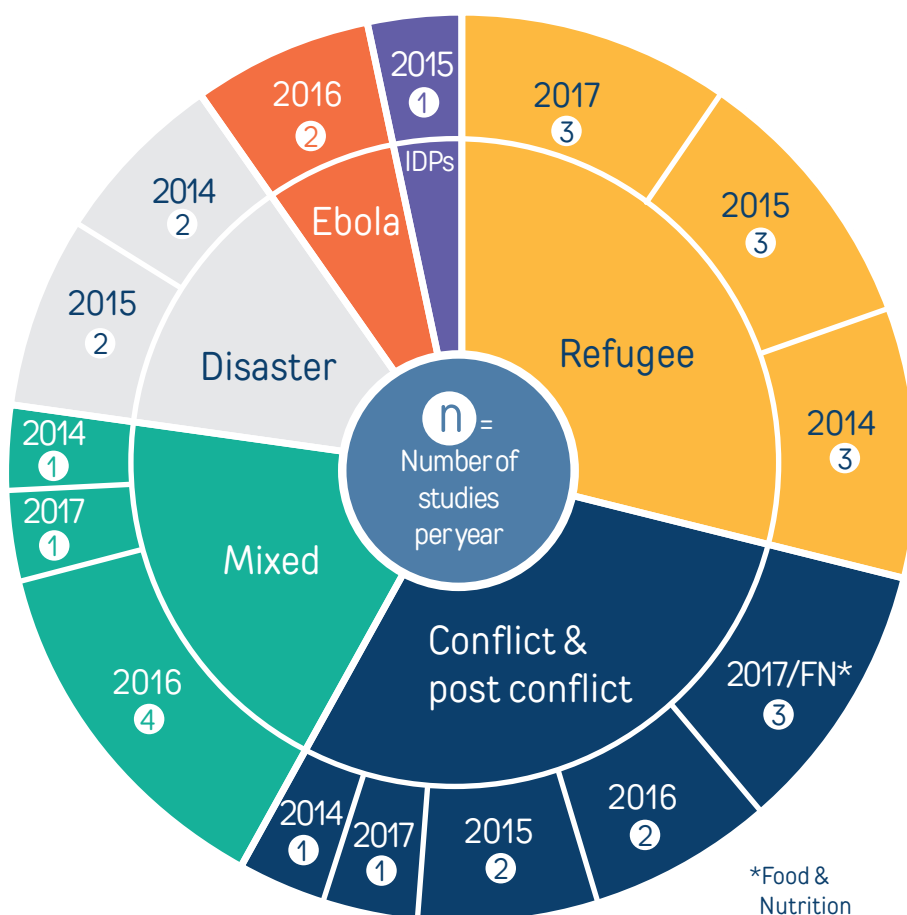 2017
3
2015
3
Refugee
2014
3
2017/FN*
3
Conflict &
post conflict
2016
2
2015
2
2017
1
2014
1
Mixed
2016
4
2017
1
2014
1
Disaster
2015
2
2014
2
Ebola
2016
2
IDPs
2015
1
n =
Number of
studies
per year
*Food &
Nutrition